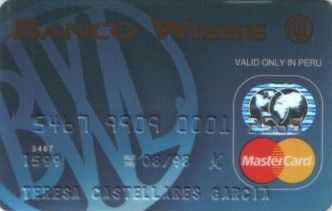 BANCO WIESE
VALID ONLY IN PERU
5467 9909 0001
5467
1599 08/98
MasterCard
TERESA CASTELLARES GARCIA